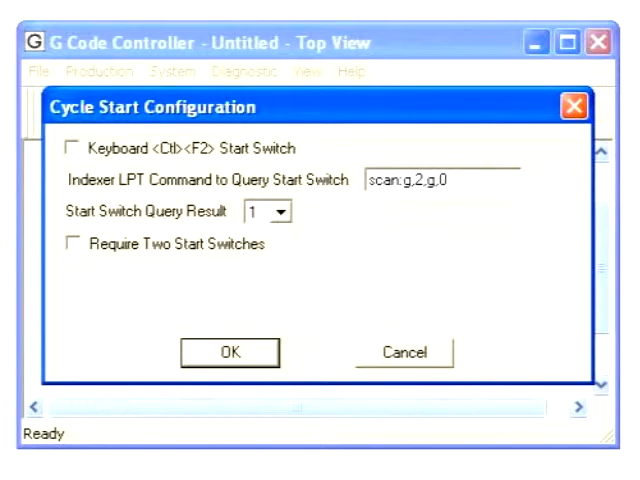 G G Code Controller - Untitled - Top View
File Production System Diagnostic View Help
Cycle Start Configuration
Keyboard <Ctl><F2> Start Switch
Indexer LPT Command to Query Start Switch scan:g,2,g,0
Start Switch Query Result 1
Require Two Start Switches
OK Cancel
Ready